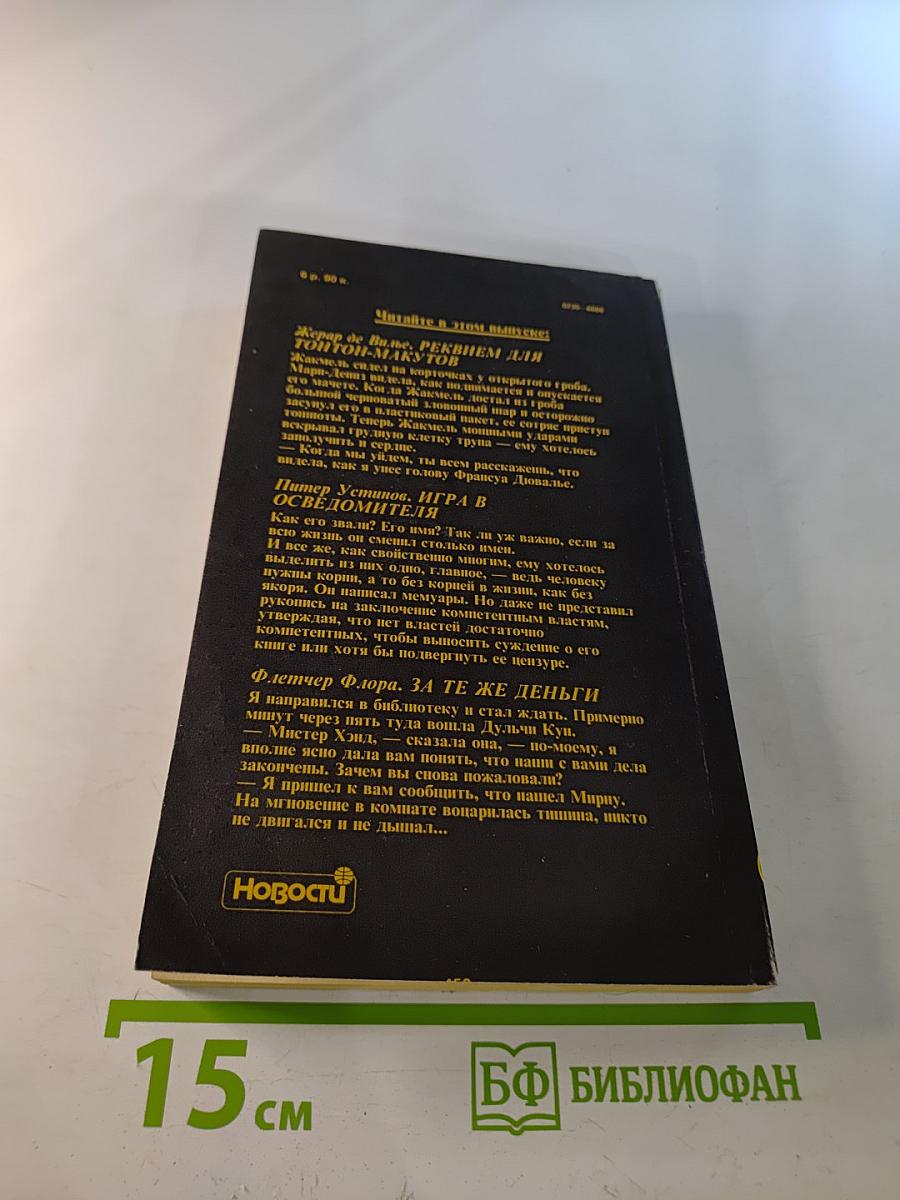 6 р. 90 к.
Читайте в этом выпуске:
Жерар де Вилье. РЕКВИЕМ ДЛЯ
ТОНТОН-МАКУТОВ
Жакмель сидел на корточках у открытого гроба.
Мари-Дениз видела, как поднимается и опускается
его мачете. Когда Жакмель достал из гроба
большой черноватый зловонный шар и осторожно
засунул его в пластиковый пакет, ее сотряс приступ
тошноты. Теперь Жакмель мощными ударами
вскрывал грудную клетку трупа — ему хотелось
заполучить и сердце.
— Когда мы уйдем, ты всем расскажешь, что
видела, как я унес голову Франсуа Дювалье.
Питер Устинов. ИГРА В
ОСВЕДОМИТЕЛЯ
Как его звали? Его имя? Так ли уж важно, если за
всю жизнь он сменил столько имен.
И все же, как свойственно многим, ему хотелось
выделить из них одно, главное, — ведь человеку
нужны корни, а то без корней в жизни, как без
якоря. Он написал мемуары. Но даже не представил
рукопись на заключение компетентным властям,
утверждая, что нет властей достаточно
компетентных, чтобы выносить суждение о его
книге или хотя бы подвергнуть ее цензуре.
Флетчер Флора. ЗА ТЕ ЖЕ ДЕНЬГИ
Я направился в библиотеку и стал ждать. Примерно
минут через пять туда вошла Дульчи Кун.
— Мистер Хэнд, — сказала она, — по-моему, я
вполне ясно дала вам понять, что наши с вами дела
закончены. Зачем вы снова пожаловали?
— Я пришел к вам сообщить, что нашел Мирну.
На мгновение в комнате воцарилась тишина, никто
не двигался и не дышал...
Новости
15 см
БФ БИБЛИОФАН